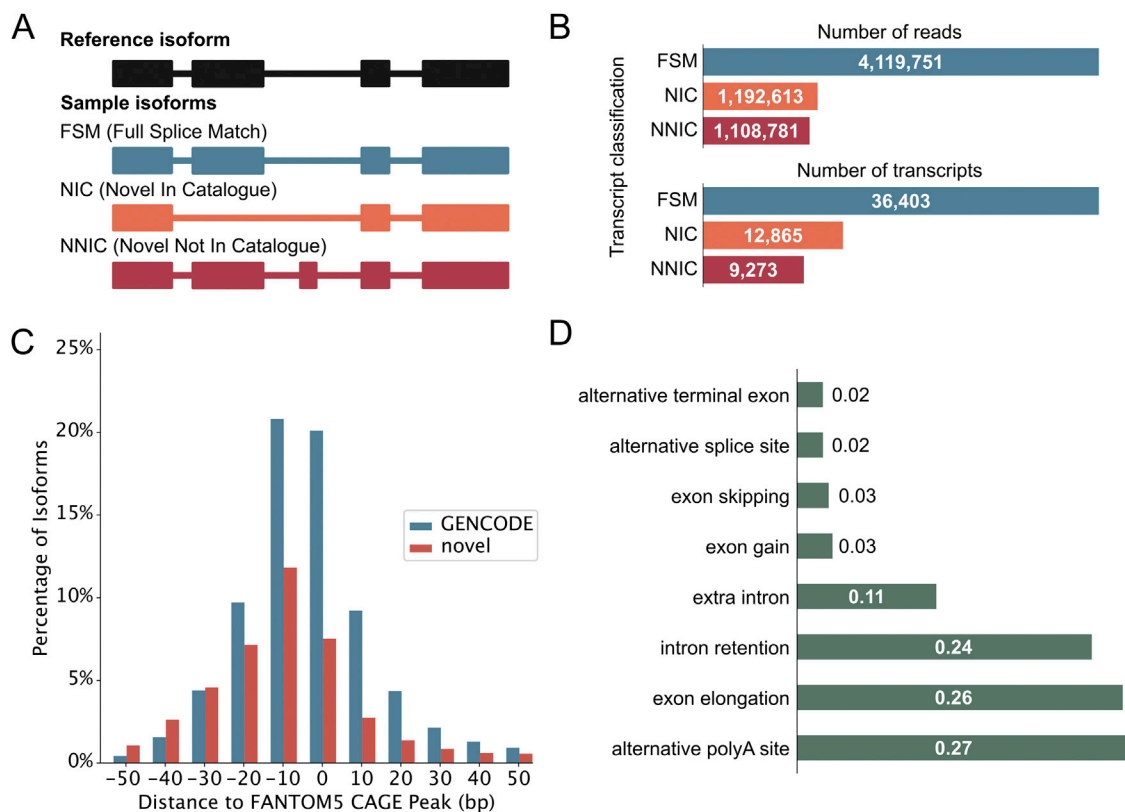 A
Reference isoform
Sample isoforms
FSM (Full Splice Match)
NIC (Novel In Catalogue)
NNIC (Novel Not In Catalogue)
B
Transcript classification
Number of reads
FSM 4,119,751
NIC 1,192,613
NNIC 1,108,781
Number of transcripts
FSM 36,403
NIC 12,865
NNIC 9,273
C
Percentage of Isoforms
25%
20%
15%
10%
5%
0%
GENCODE
novel
−50 −40 −30 −20 −10 0 10 20 30 40 50
Distance to FANTOM5 CAGE Peak (bp)
D
alternative terminal exon 0.02
alternative splice site 0.02
exon skipping 0.03
exon gain 0.03
extra intron 0.11
intron retention 0.24
exon elongation 0.26
alternative polyA site 0.27